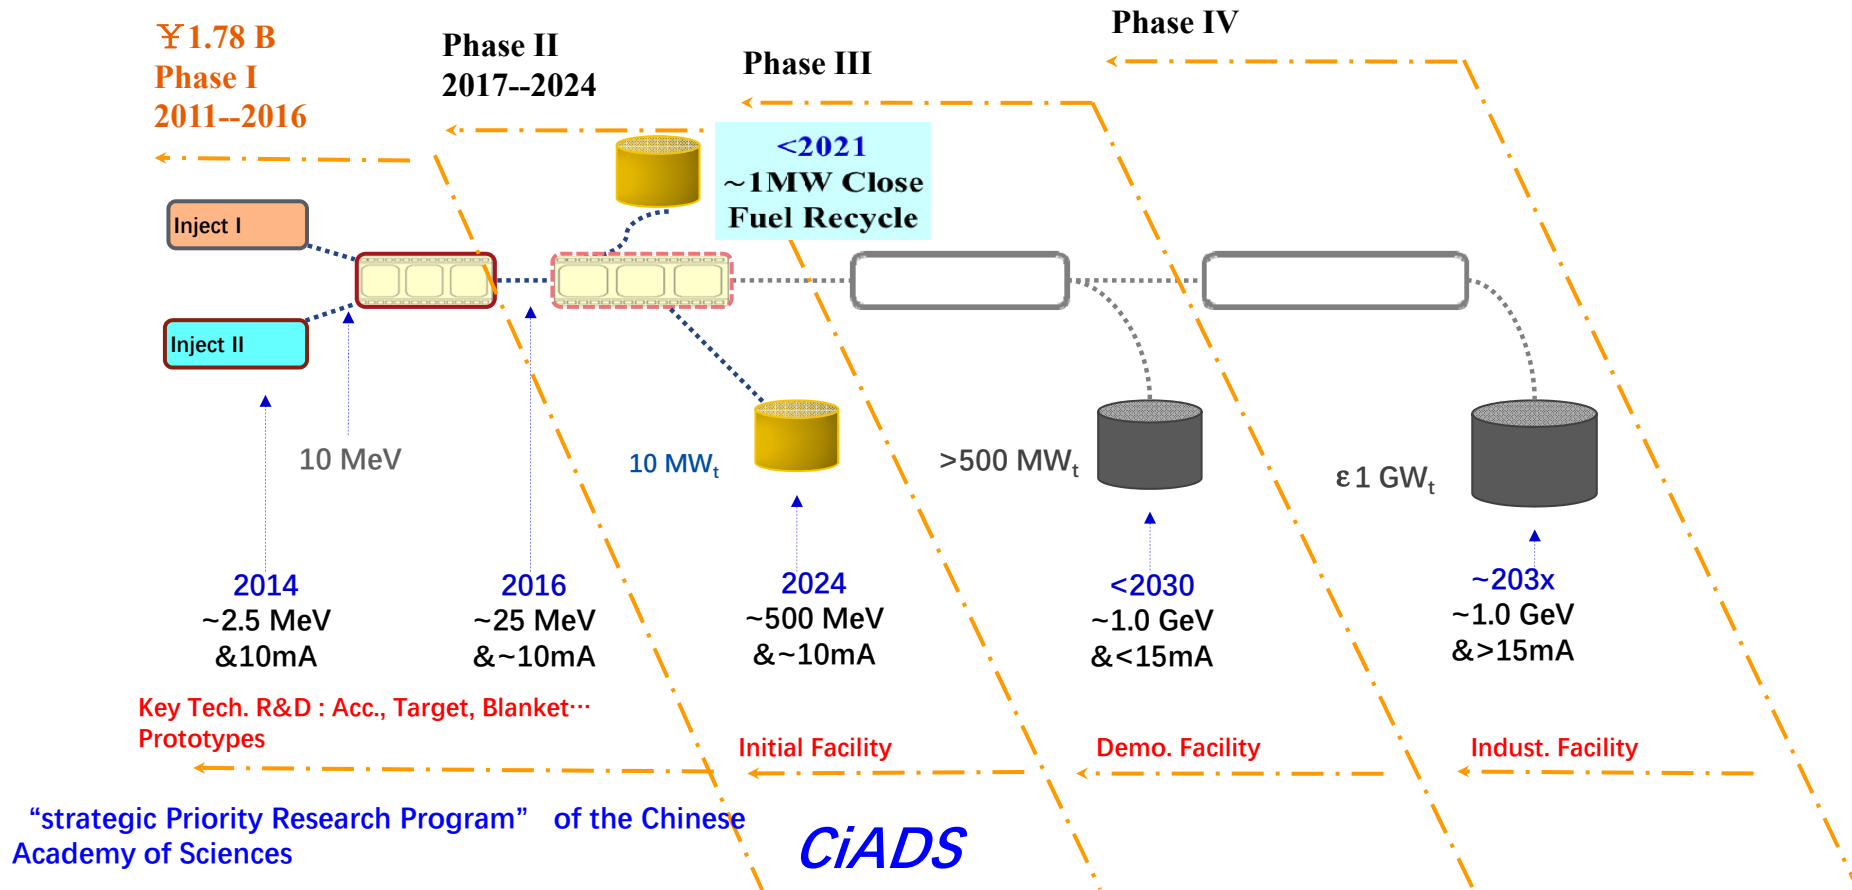 ¥1.78 B
Phase I
2011--2016
Phase II
2017--2024
Phase III
Phase IV
<2021
~1MW Close
Fuel Recycle
Inject I
Inject II
10 MeV
10 MWt
>500 MWt
ε1 GWt
2014
~2.5 MeV
&10mA
2016
~25 MeV
&~10mA
2024
~500 MeV
&~10mA
<2030
~1.0 GeV
&<15mA
~203x
~1.0 GeV
&>15mA
Key Tech. R&D : Acc., Target, Blanket…
Prototypes
Initial Facility
Demo. Facility
Indust. Facility
“strategic Priority Research Program” of the Chinese
Academy of Sciences
CiADS